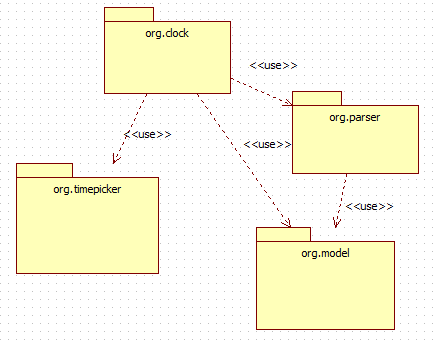 org.clock
<<use>>
org.parser
<<use>>
<<use>>
org.timepicker
<<use>>
org.model